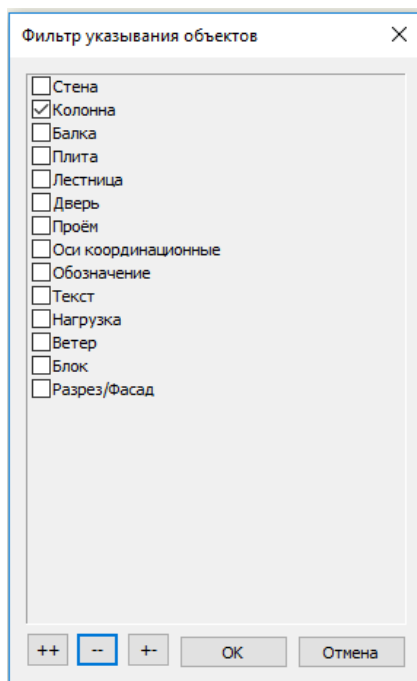 Фильтр указывания объектов
Стена
Колонна
Балка
Плита
Лестница
Дверь
Проём
Оси координационные
Обозначение
Текст
Нагрузка
Ветер
Блок
Разрез/Фасад
++ -- +- ОК Отмена